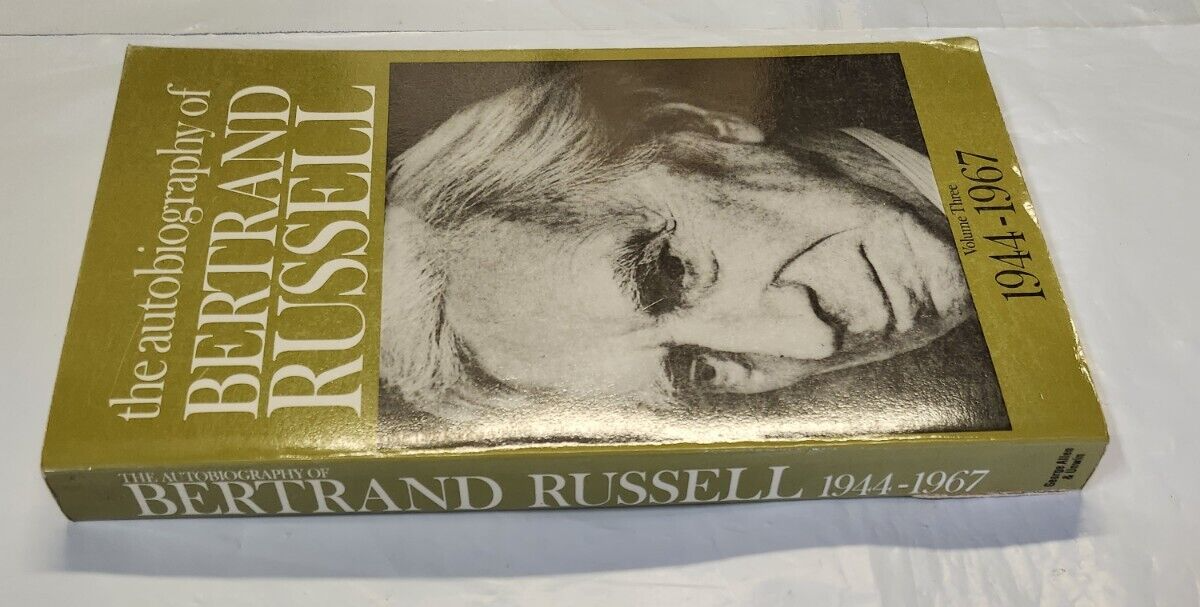 the autobiography of
BERTRAND
RUSSELL
Volume Three
1944-1967
THE AUTOBIOGRAPHY OF
BERTRAND RUSSELL 1944-1967
George Allen
& Unwin